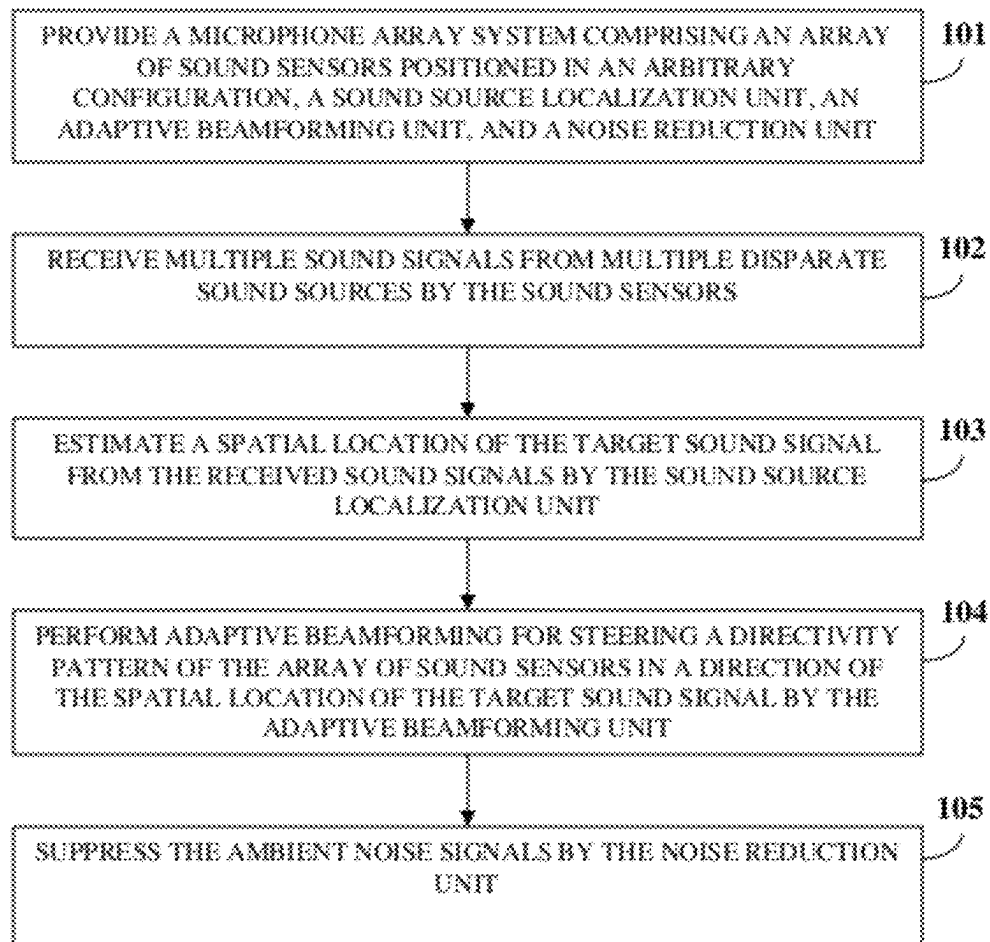 PROVIDE A MICROPHONE ARRAY SYSTEM COMPRISING AN ARRAY
OF SOUND SENSORS POSITIONED IN AN ARBITRARY
CONFIGURATION, A SOUND SOURCE LOCALIZATION UNIT, AN
ADAPTIVE BEAMFORMING UNIT, AND A NOISE REDUCTION UNIT
101
RECEIVE MULTIPLE SOUND SIGNALS FROM MULTIPLE DISPARATE
SOUND SOURCES BY THE SOUND SENSORS
102
ESTIMATE A SPATIAL LOCATION OF THE TARGET SOUND SIGNAL
FROM THE RECEIVED SOUND SIGNALS BY THE SOUND SOURCE
LOCALIZATION UNIT
103
PERFORM ADAPTIVE BEAMFORMING FOR STEERING A DIRECTIVITY
PATTERN OF THE ARRAY OF SOUND SENSORS IN A DIRECTION OF
THE SPATIAL LOCATION OF THE TARGET SOUND SIGNAL BY THE
ADAPTIVE BEAMFORMING UNIT
104
SUPPRESS THE AMBIENT NOISE SIGNALS BY THE NOISE REDUCTION
UNIT
105